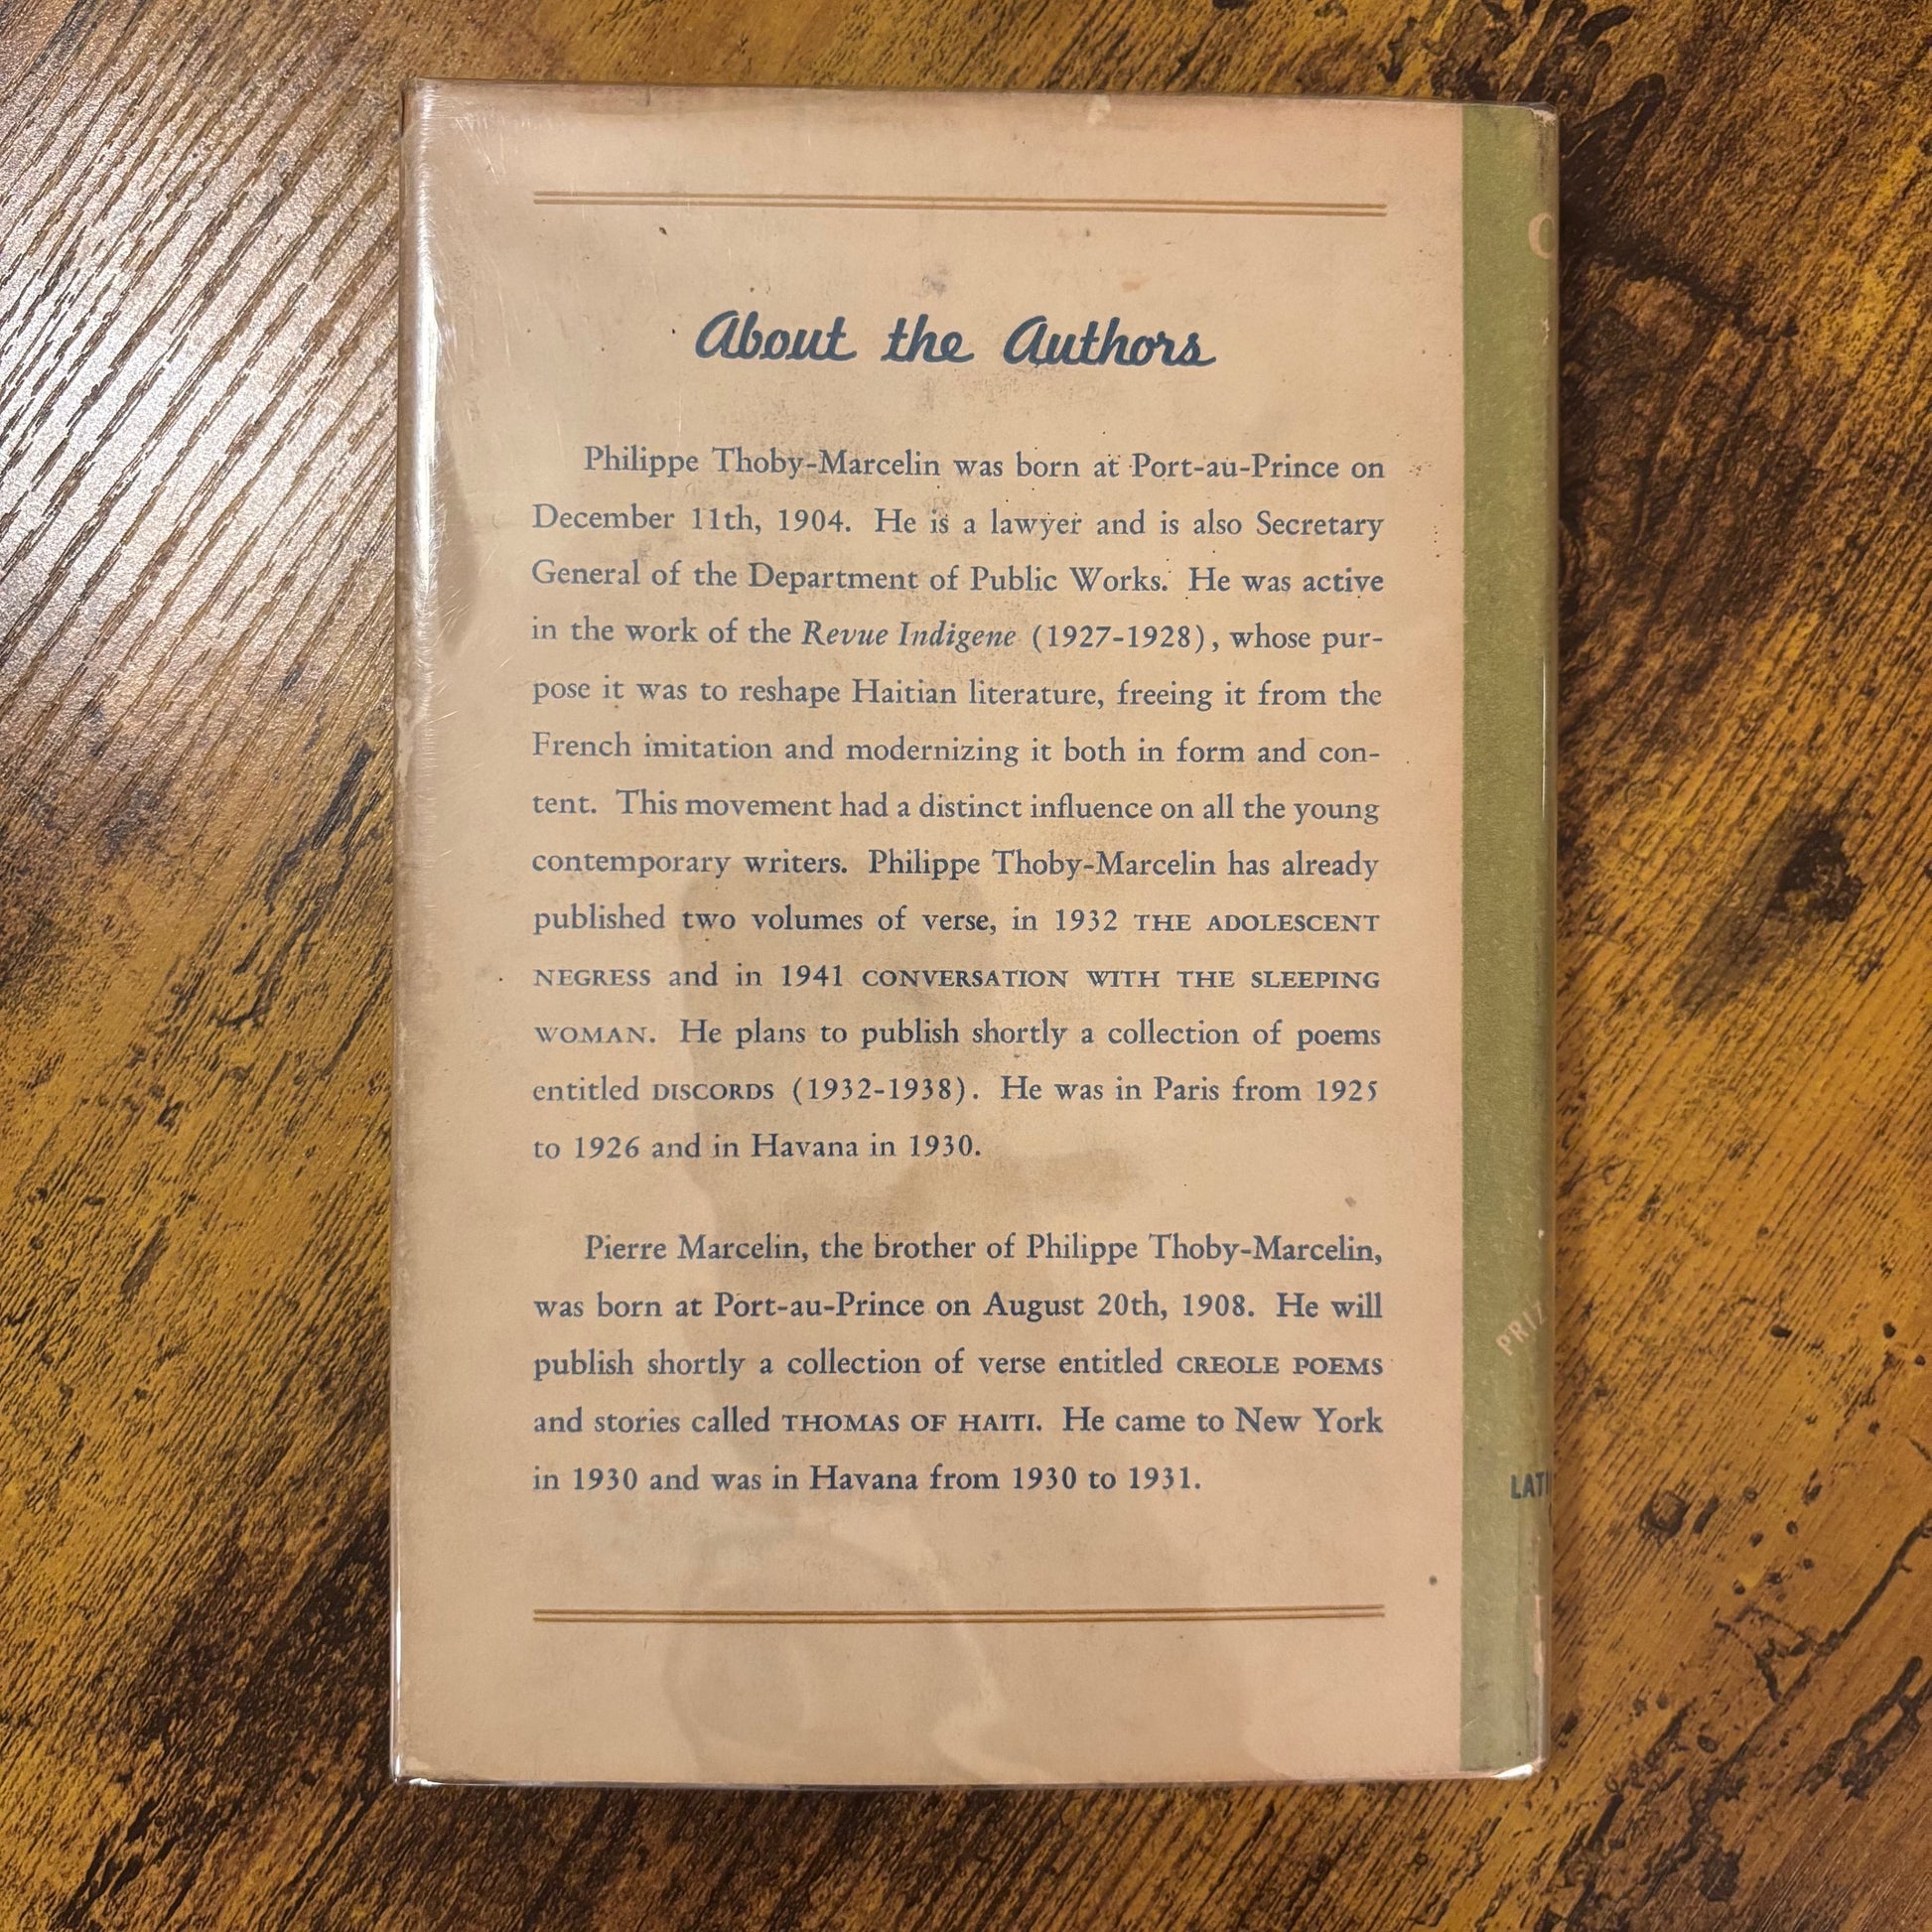 About the Authors
Philippe Thoby-Marcelin was born at Port-au-Prince on
December 11th, 1904. He is a lawyer and is also Secretary
General of the Department of Public Works. He was active
in the work of the Revue Indigene (1927-1928), whose pur-
pose it was to reshape Haitian literature, freeing it from the
French imitation and modernizing it both in form and con-
tent. This movement had a distinct influence on all the young
contemporary writers. Philippe Thoby-Marcelin has already
published two volumes of verse, in 1932 THE ADOLESCENT
NEGRESS and in 1941 CONVERSATION WITH THE SLEEPING
WOMAN. He plans to publish shortly a collection of poems
entitled DISCORDS (1932-1938). He was in Paris from 1925
to 1926 and in Havana in 1930.
Pierre Marcelin, the brother of Philippe Thoby-Marcelin,
was born at Port-au-Prince on August 20th, 1908. He will
publish shortly a collection of verse entitled CREOLE POEMS
and stories called THOMAS OF HAITI. He came to New York
in 1930 and was in Havana from 1930 to 1931.
C
PRIZ
LATI